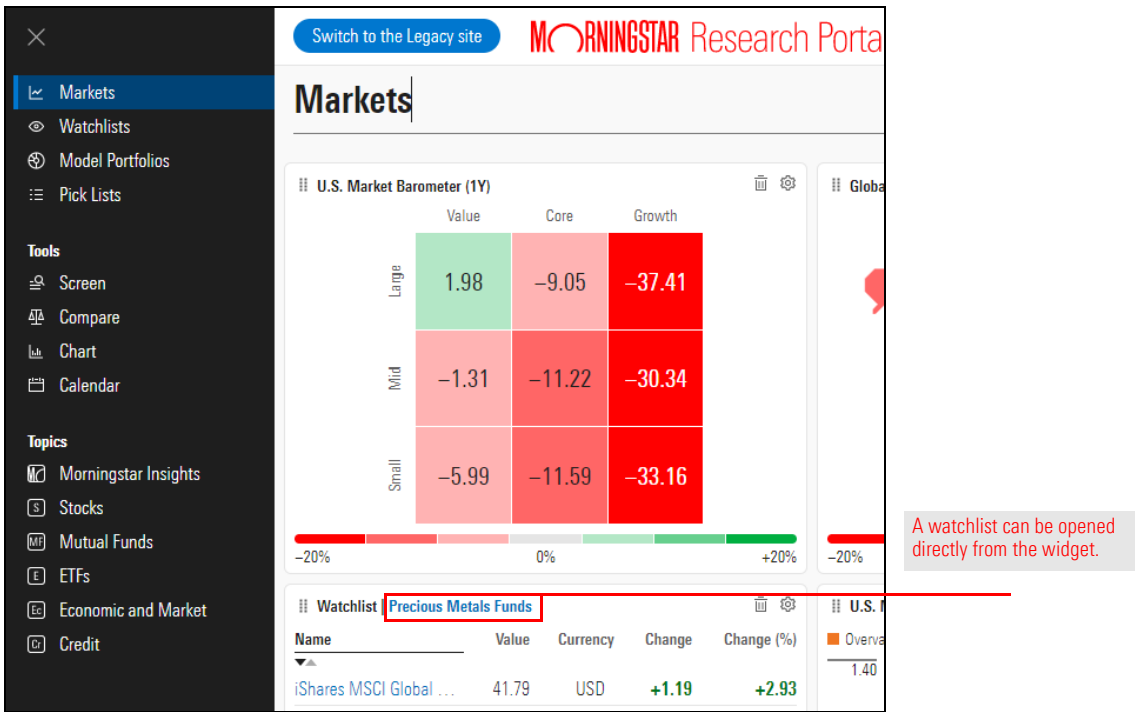 Switch to the Legacy site
MORNINGSTAR Research Porta
Markets
Watchlists
Model Portfolios
Pick Lists
Tools
Screen
Compare
Chart
Calendar
Topics
Morningstar Insights
S Stocks
MF Mutual Funds
E ETFs
Ec Economic and Market
Cr Credit
Markets
U.S. Market Barometer (1Y)
Value Core Growth
Large 1.98 –9.05 –37.41
Mid –1.31 –11.22 –30.34
Small –5.99 –11.59 –33.16
–20% 0% +20%
Globa
–20%
Watchlist | Precious Metals Funds
Name Value Currency Change Change (%)
iShares MSCI Global ... 41.79 USD +1.19 +2.93
U.S.
Overva
1.40
A watchlist can be opened
directly from the widget.